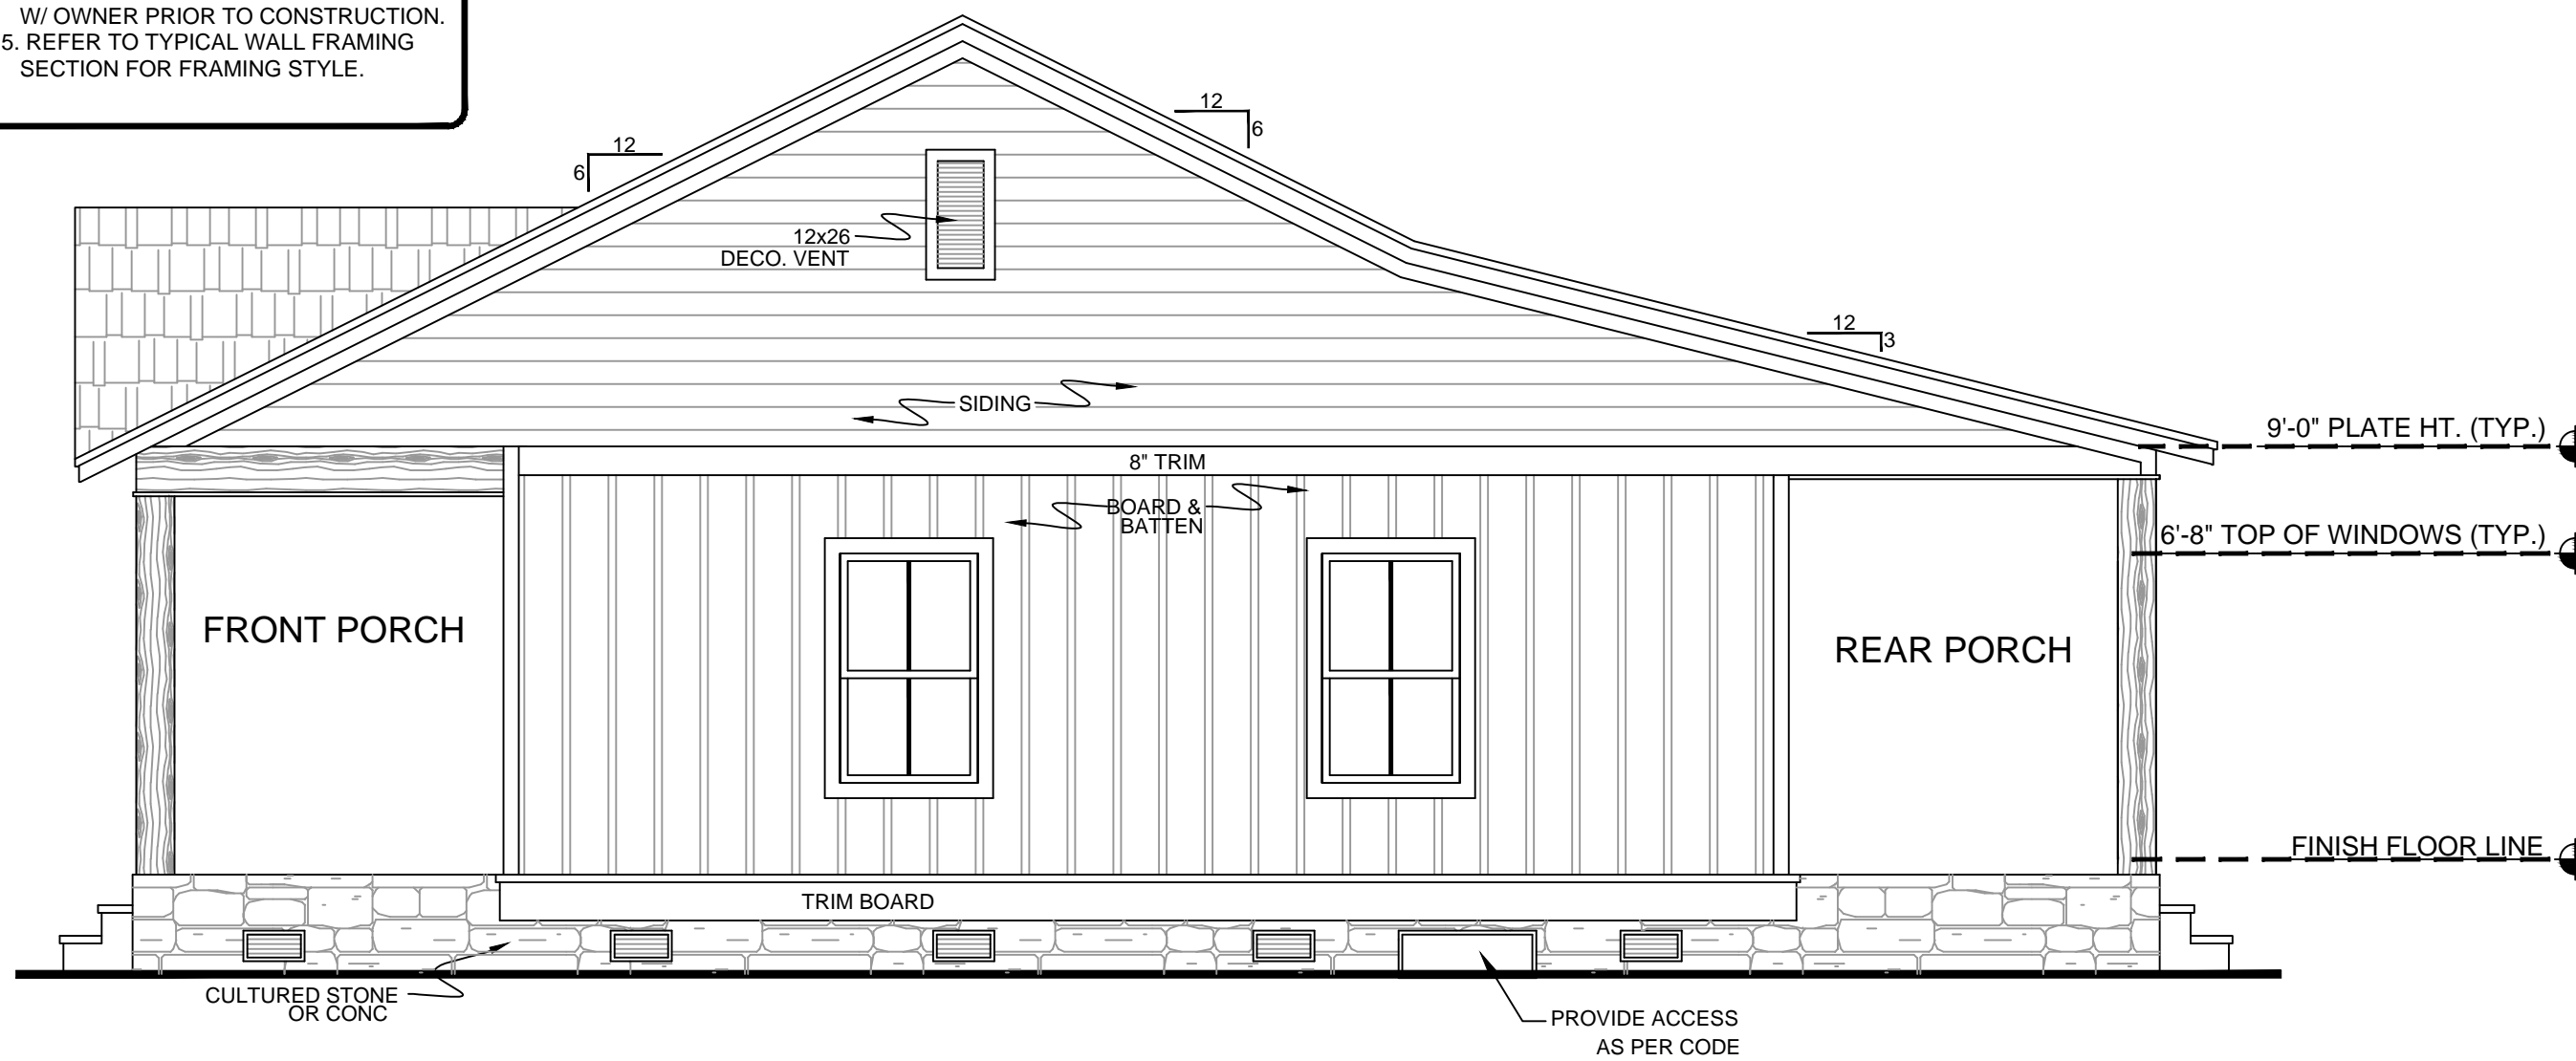 W/ OWNER PRIOR TO CONSTRUCTION.
5. REFER TO TYPICAL WALL FRAMING
SECTION FOR FRAMING STYLE.
12
6
12
6
12x26
DECO. VENT
12
3
SIDING
9'-0" PLATE HT. (TYP.)
8" TRIM
BOARD &
BATTEN
6'-8" TOP OF WINDOWS (TYP.)
FRONT PORCH
REAR PORCH
FINISH FLOOR LINE
TRIM BOARD
CULTURED STONE
OR CONC
PROVIDE ACCESS
AS PER CODE